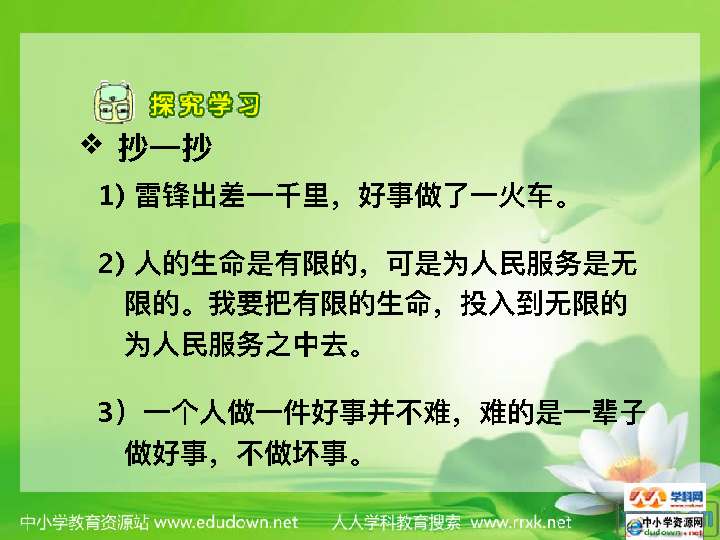 探究学习
❖ 抄一抄
1) 雷锋出差一千里，好事做了一火车。
2) 人的生命是有限的，可是为人民服务是无
限的。我要把有限的生命，投入到无限的
为人民服务之中去。
3）一个人做一件好事并不难，难的是一辈子
做好事，不做坏事。
学科网
www.rrxk.net
中小学教育资源站 www.edudown.net 人人学科教育搜索 www.rrxk.net
中小学资源网
edudown.net